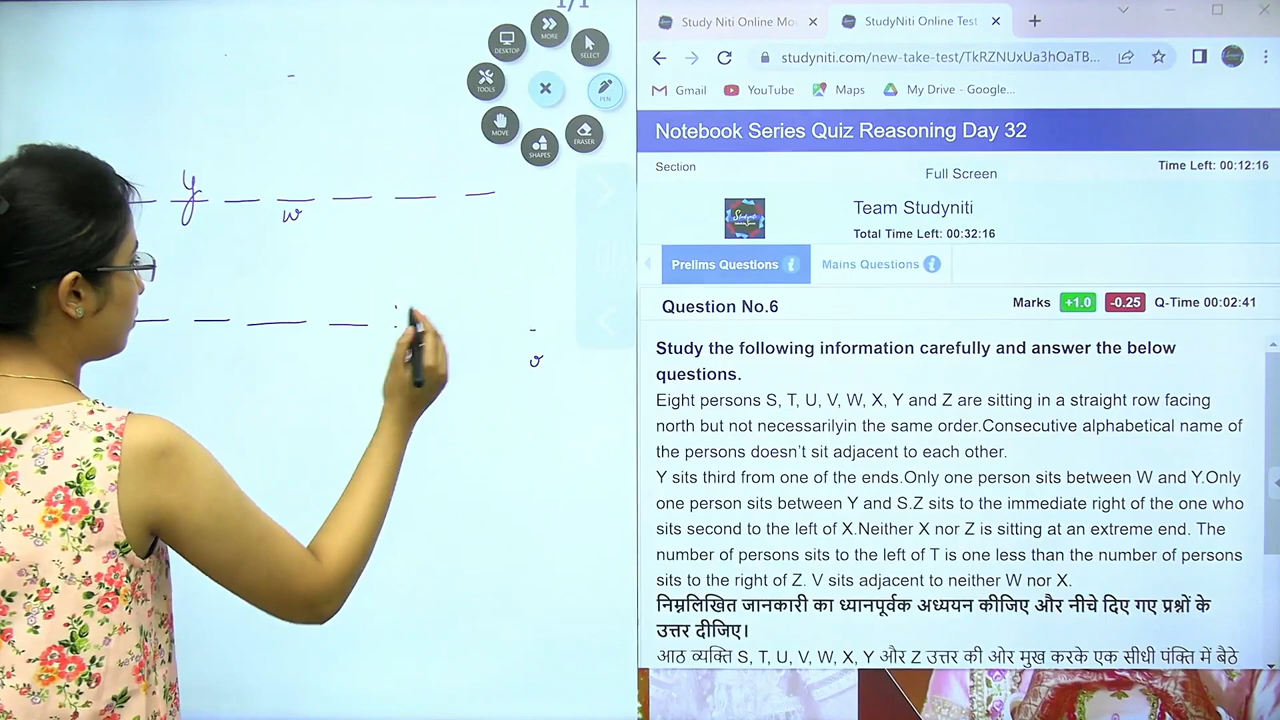 1/1
MORE
DESKTOP
SELECT
TOOLS
PEN
MOVE
ERASER
SHAPES
Y
w
v
Study Niti Online Mo
StudyNiti Online Test
studyniti.com/new-take-test/TkRZNUxUa3hOaTB...
Gmail YouTube Maps My Drive - Google...
Notebook Series Quiz Reasoning Day 32
Section
Full Screen
Time Left: 00:12:16
Team Studyniti
Total Time Left: 00:32:16
Prelims Questions i Mains Questions i
Question No.6
Marks +1.0 -0.25 Q-Time 00:02:41
Study the following information carefully and answer the below
questions.
Eight persons S, T, U, V, W, X, Y and Z are sitting in a straight row facing
north but not necessarilyin the same order.Consecutive alphabetical name of
the persons doesn't sit adjacent to each other.
Y sits third from one of the ends.Only one person sits between W and Y.Only
one person sits between Y and S.Z sits to the immediate right of the one who
sits second to the left of X.Neither X nor Z is sitting at an extreme end. The
number of persons sits to the left of T is one less than the number of persons
sits to the right of Z. V sits adjacent to neither W nor X.
निम्नलिखित जानकारी का ध्यानपूर्वक अध्ययन कीजिए और नीचे दिए गए प्रश्नों के
उत्तर दीजिए।
आठ व्यक्ति S, T, U, V, W, X, Y और Z उत्तर की ओर मुख करके एक सीधी पंक्ति में बैठे